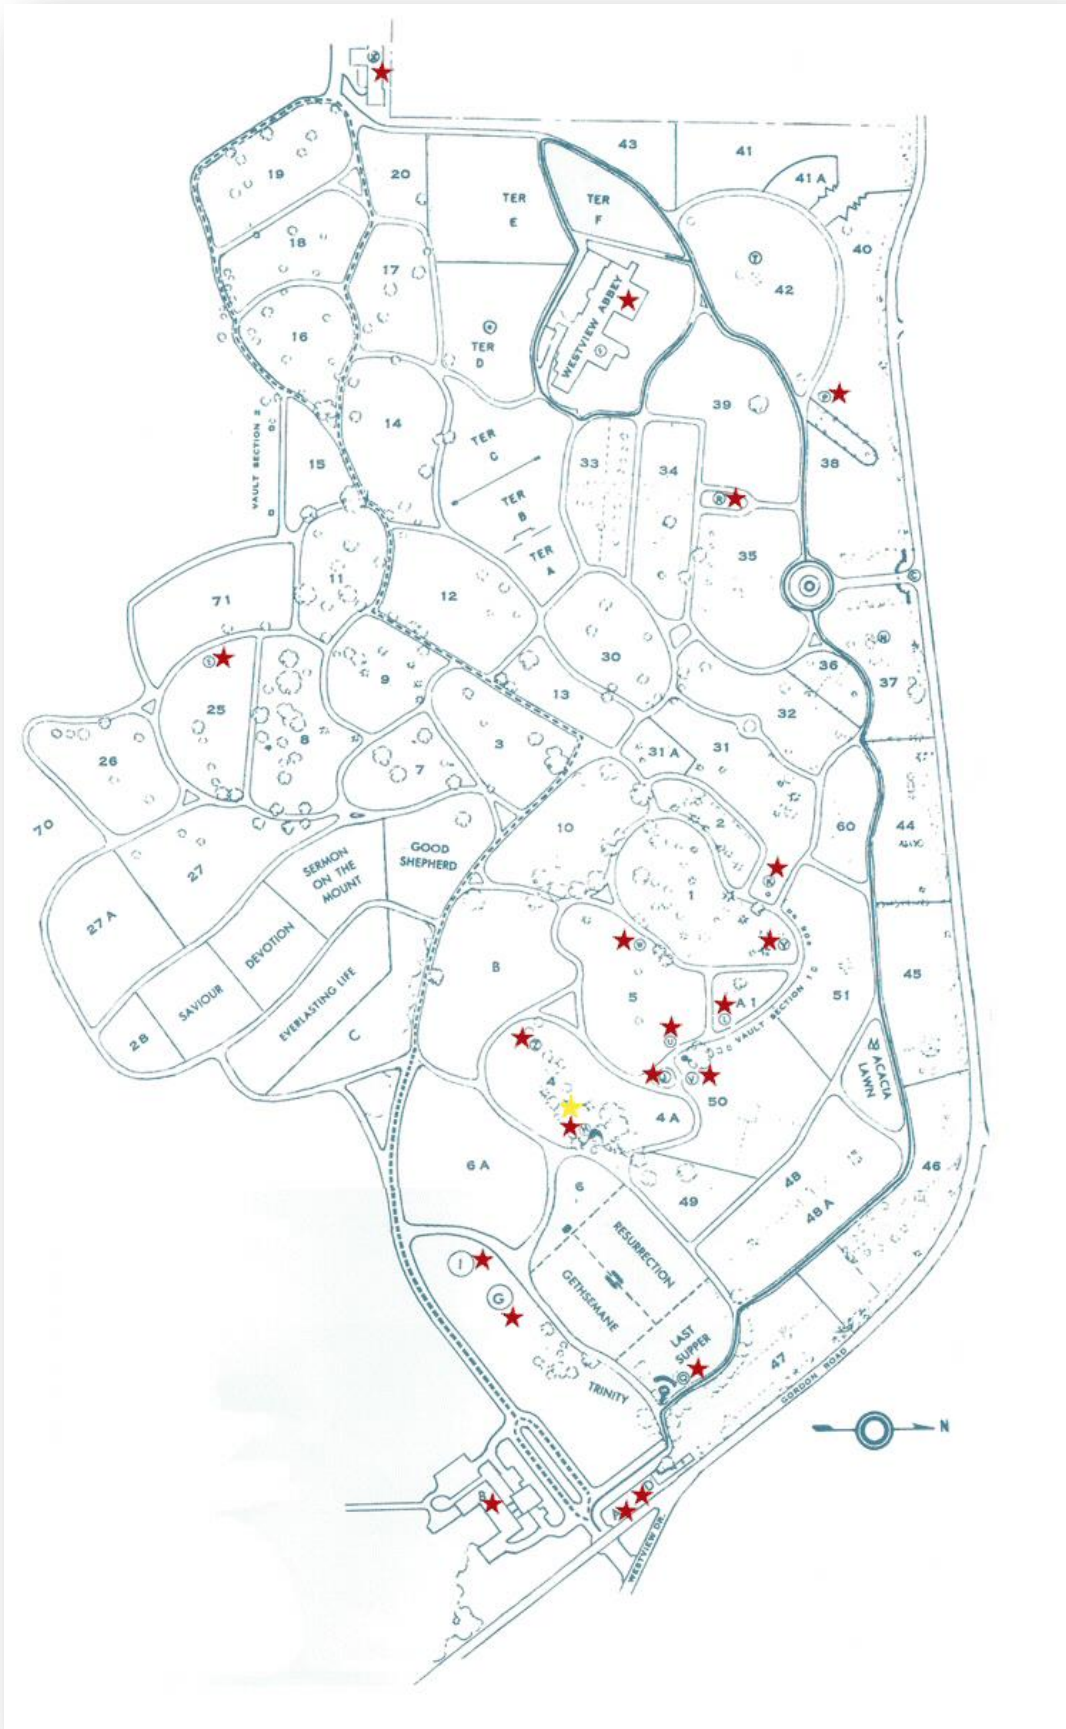 43
41
41 A
19
20
TER
E
TER
F
40
18
17
T
42
WESTVIEW ABBEY
16
TER
D
39
14
TER
C
33
34
38
VAULT SECTION 2
15
TER
B
R
35
TER
A
11
12
71
30
36
N
37
9
13
32
25
26
8
3
31 A
31
7
2
70
10
60
44
27
SERMON
ON THE
MOUNT
GOOD
SHEPHERD
1
27 A
DEVOTION
B
5
A 1
L
51
45
SAVIOUR
EVERLASTING LIFE
VAULT SECTION 1
28
C
U
ACACIA
LAWN
4
50
4 A
6 A
6
49
48
48 A
46
RESURRECTION
GETHSEMANE
I
G
LAST
SUPPER
47
TRINITY
GORDON ROAD
N
B
D
A
WESTVIEW DR.